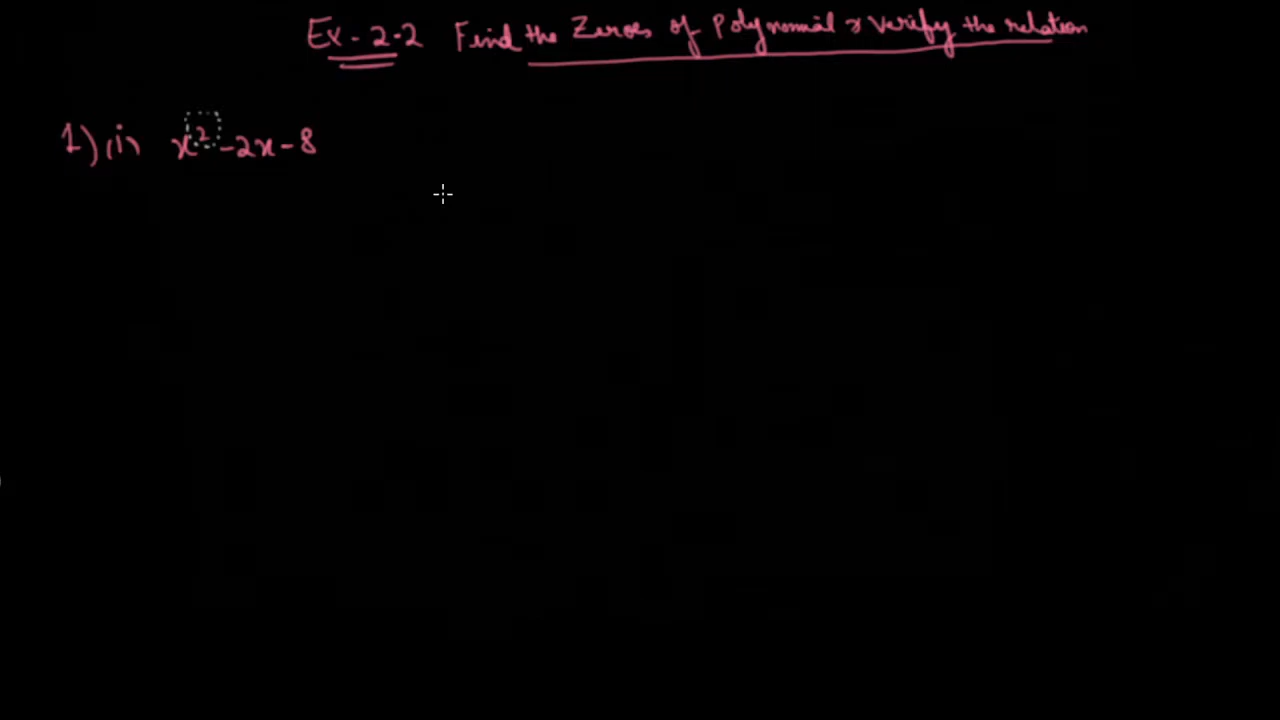 Ex-2.2 Find the Zeroes of Polynomial & Verify the relation
1) (i) x² - 2x - 8